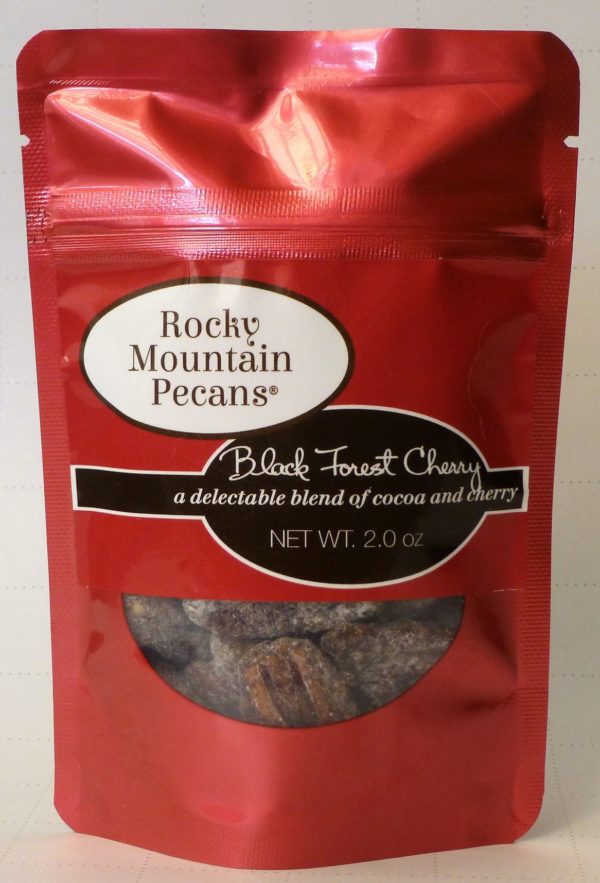 Rocky
Mountain
Pecans®
Black Forest Cherry
a delectable blend of cocoa and cherry
NET WT. 2.0 oz